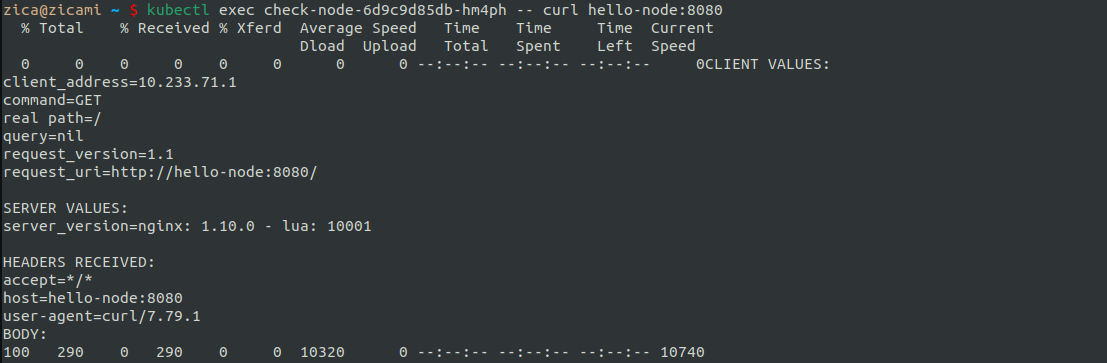 zica@zicami ~ $ kubectl exec check-node-6d9c9d85db-hm4ph -- curl hello-node:8080
  % Total    % Received % Xferd  Average Speed   Time    Time     Time  Current
                                 Dload  Upload   Total   Spent    Left  Speed
  0     0    0     0    0     0      0      0 --:--:-- --:--:-- --:--:--     0CLIENT VALUES:
client_address=10.233.71.1
command=GET
real path=/
query=nil
request_version=1.1
request_uri=http://hello-node:8080/

SERVER VALUES:
server_version=nginx: 1.10.0 - lua: 10001

HEADERS RECEIVED:
accept=*/*
host=hello-node:8080
user-agent=curl/7.79.1
BODY:
100   290    0   290    0     0  10320      0 --:--:-- --:--:-- --:--:-- 10740